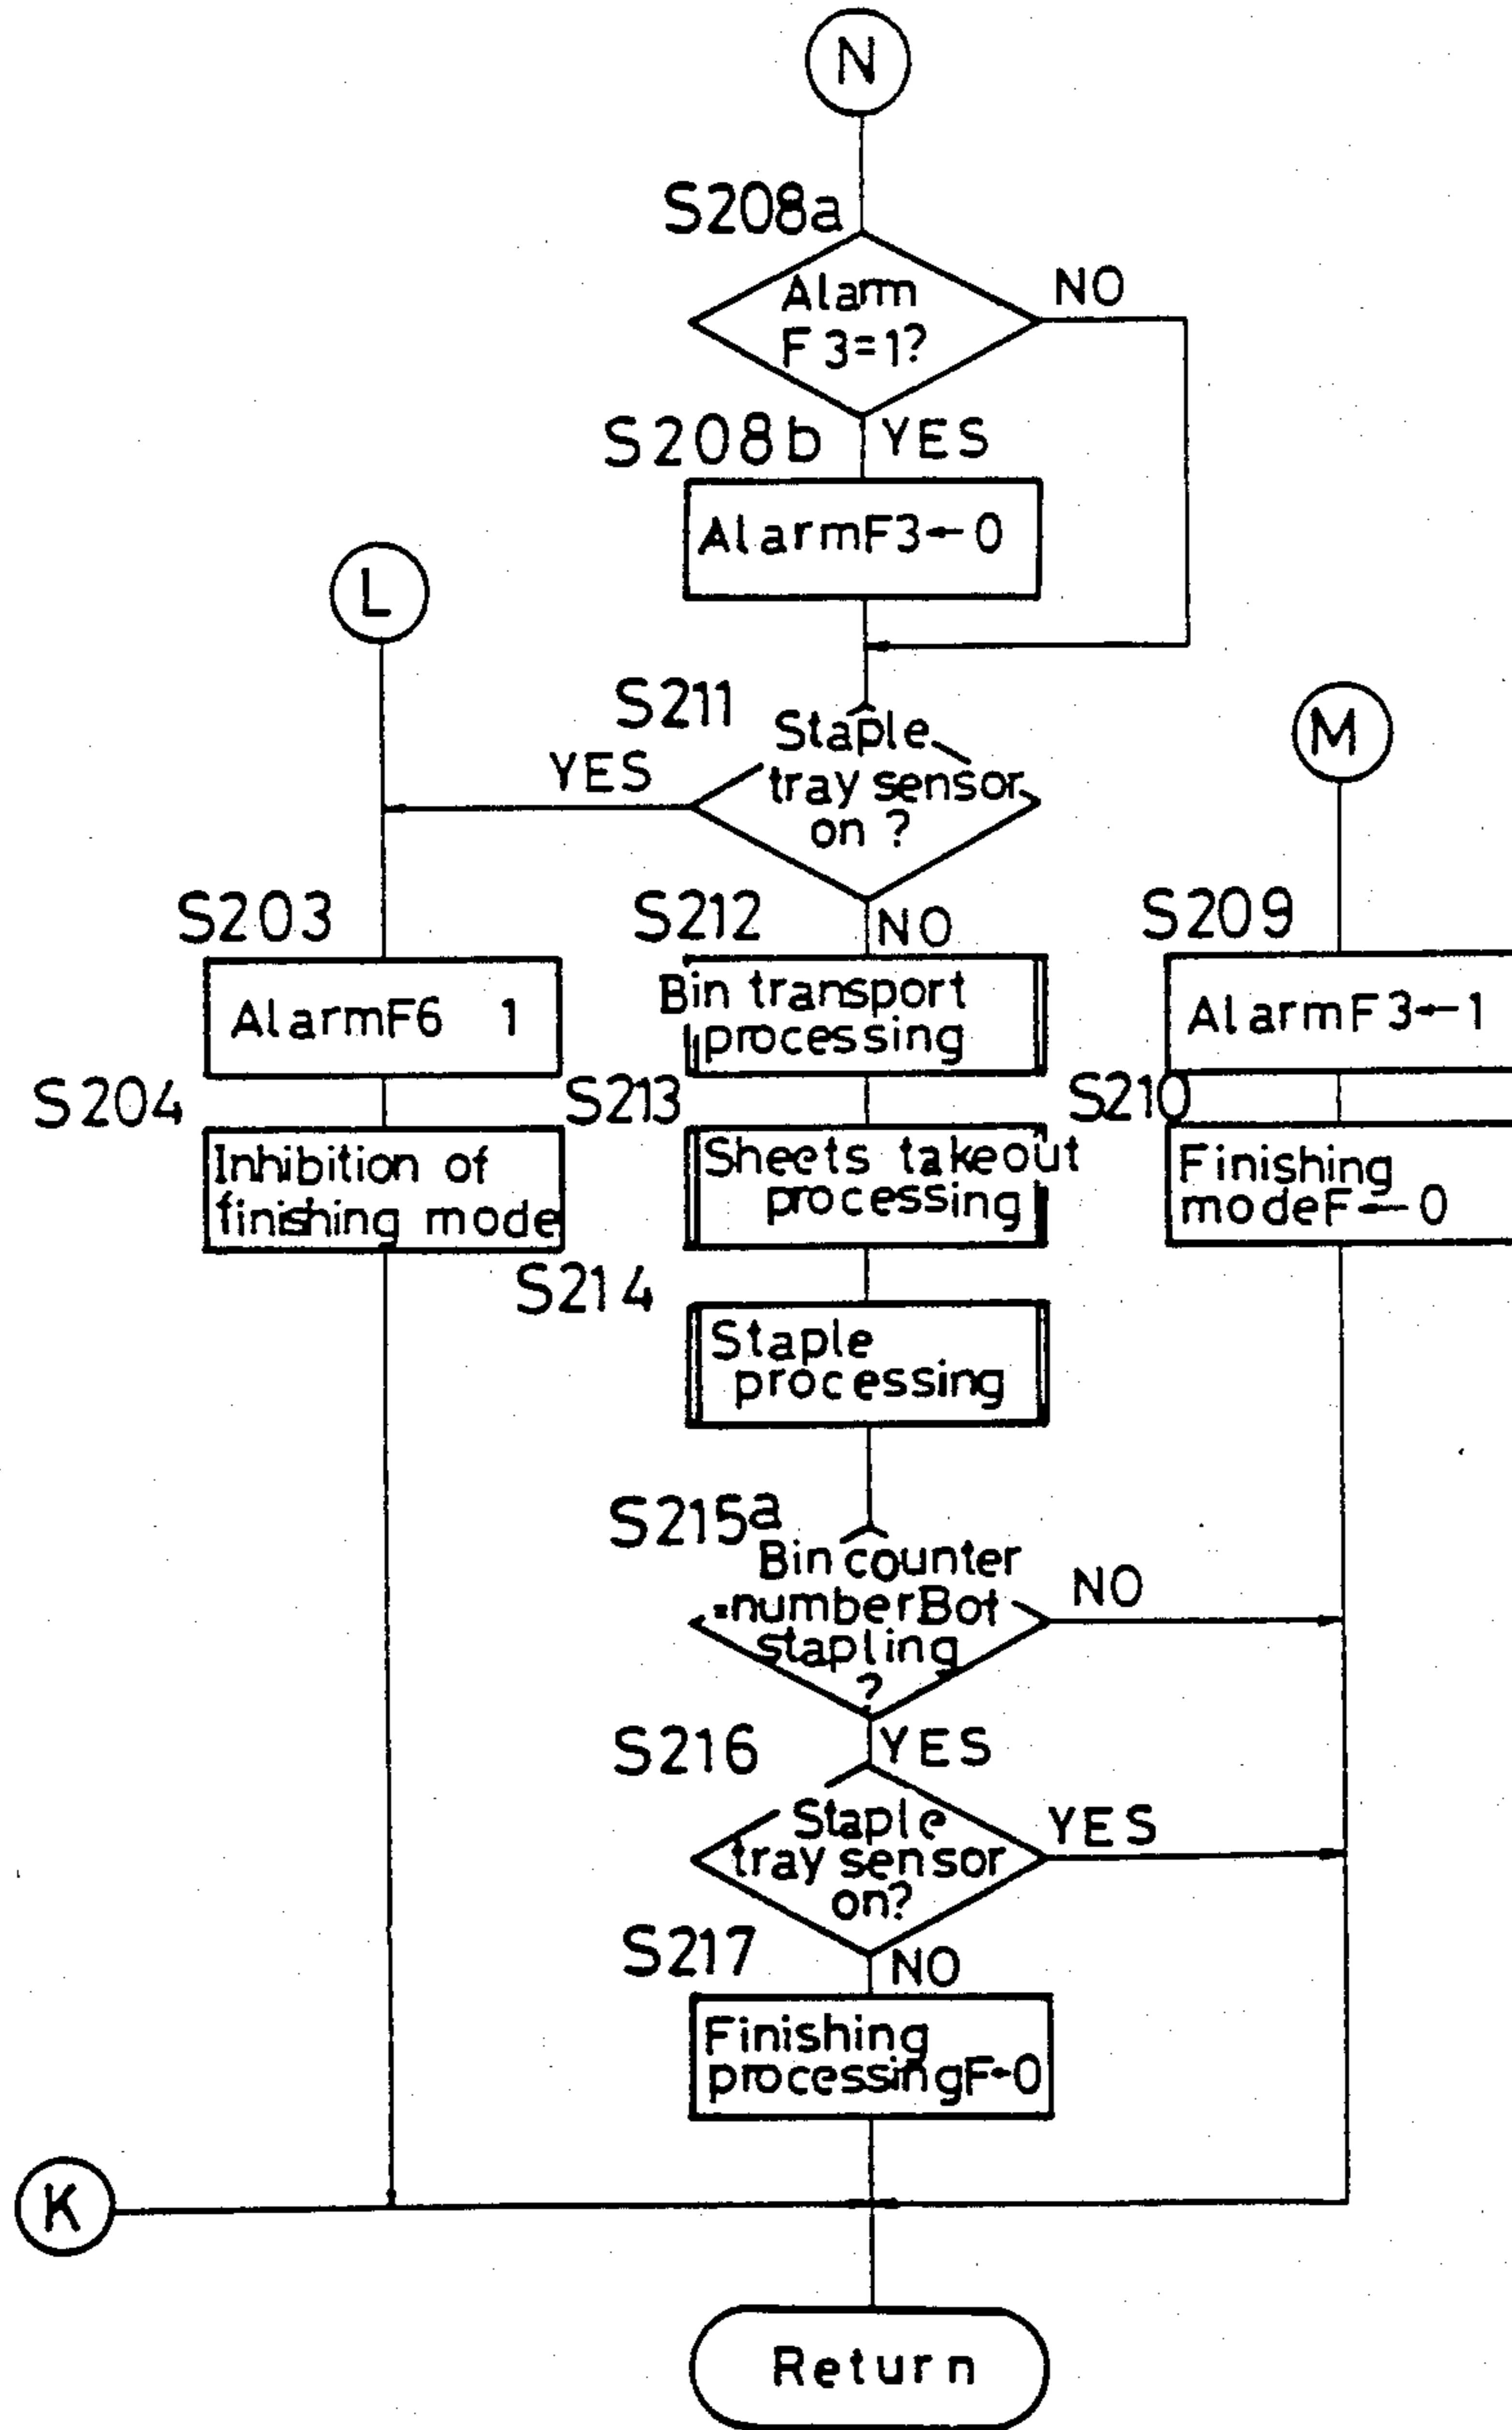 N
S208a
Alarm
F3=1?
NO
S208b
YES
AlarmF3←0
L
S211
Staple
tray sensor
on ?
YES
M
S203
AlarmF6 1
S212
NO
Bin transport
processing
S209
AlarmF3←1
S204
Inhibition of
finishing mode
S213
Sheets takeout
processing
S210
Finishing
modeF←0
S214
Staple
processing
S215a
Bin counter
=numberBot
stapling
?
NO
S216
YES
Staple
tray sensor
on?
YES
S217
NO
Finishing
processingF←0
K
Return